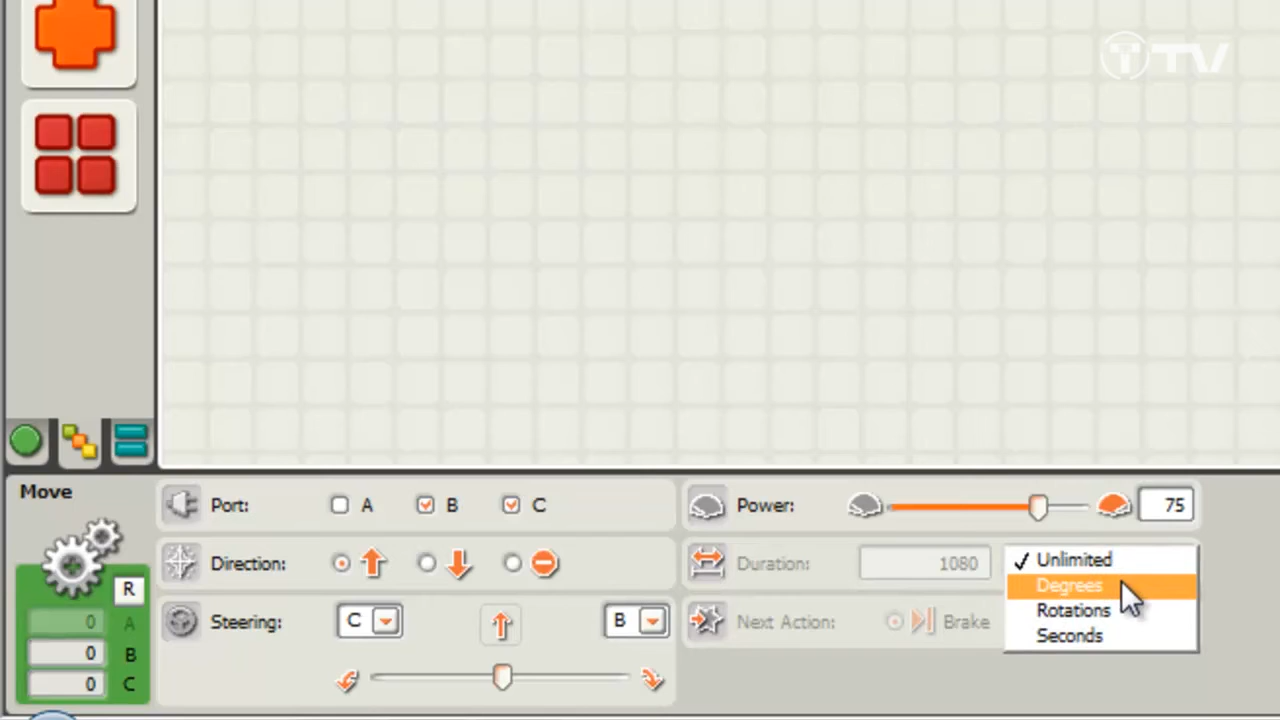 TV
Move
Port:
A
B
C
Power:
75
Direction:
Duration:
1080
Unlimited
Degrees
Rotations
Seconds
R
0 A
0 B
0 C
Steering:
C
B
Next Action:
Brake